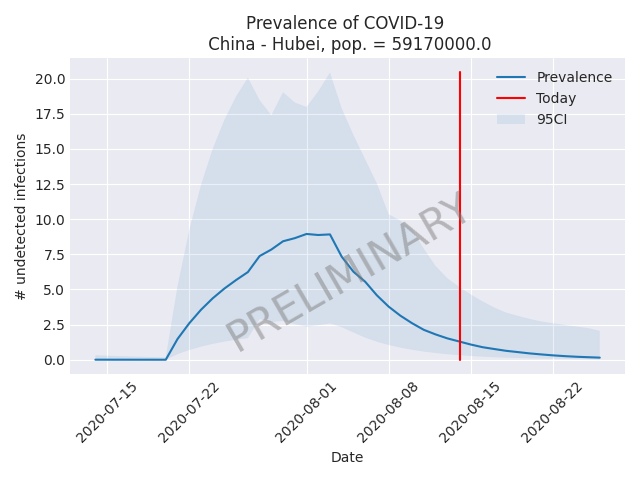 Prevalence of COVID-19
China - Hubei, pop. = 59170000.0
20.0
17.5
15.0
12.5
10.0
7.5
5.0
2.5
0.0
# undetected infections
Prevalence
Today
95CI
PRELIMINARY
2020-07-15
2020-07-22
2020-08-01
2020-08-08
2020-08-15
2020-08-22
Date